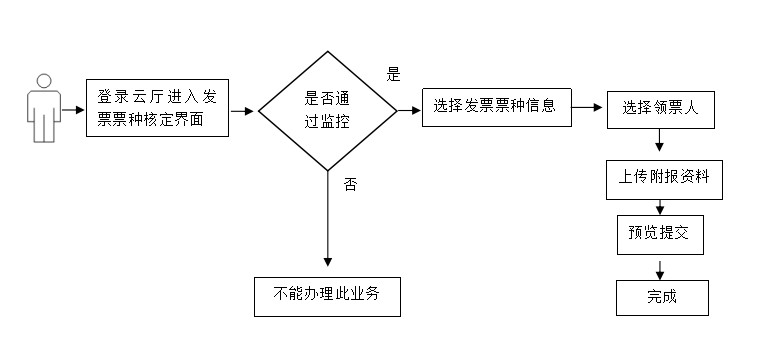 登录云厅进入发
票票种核定界面
是否通
过监控
是
选择发票票种信息
选择领票人
上传附报资料
预览提交
完成
否
不能办理此业务